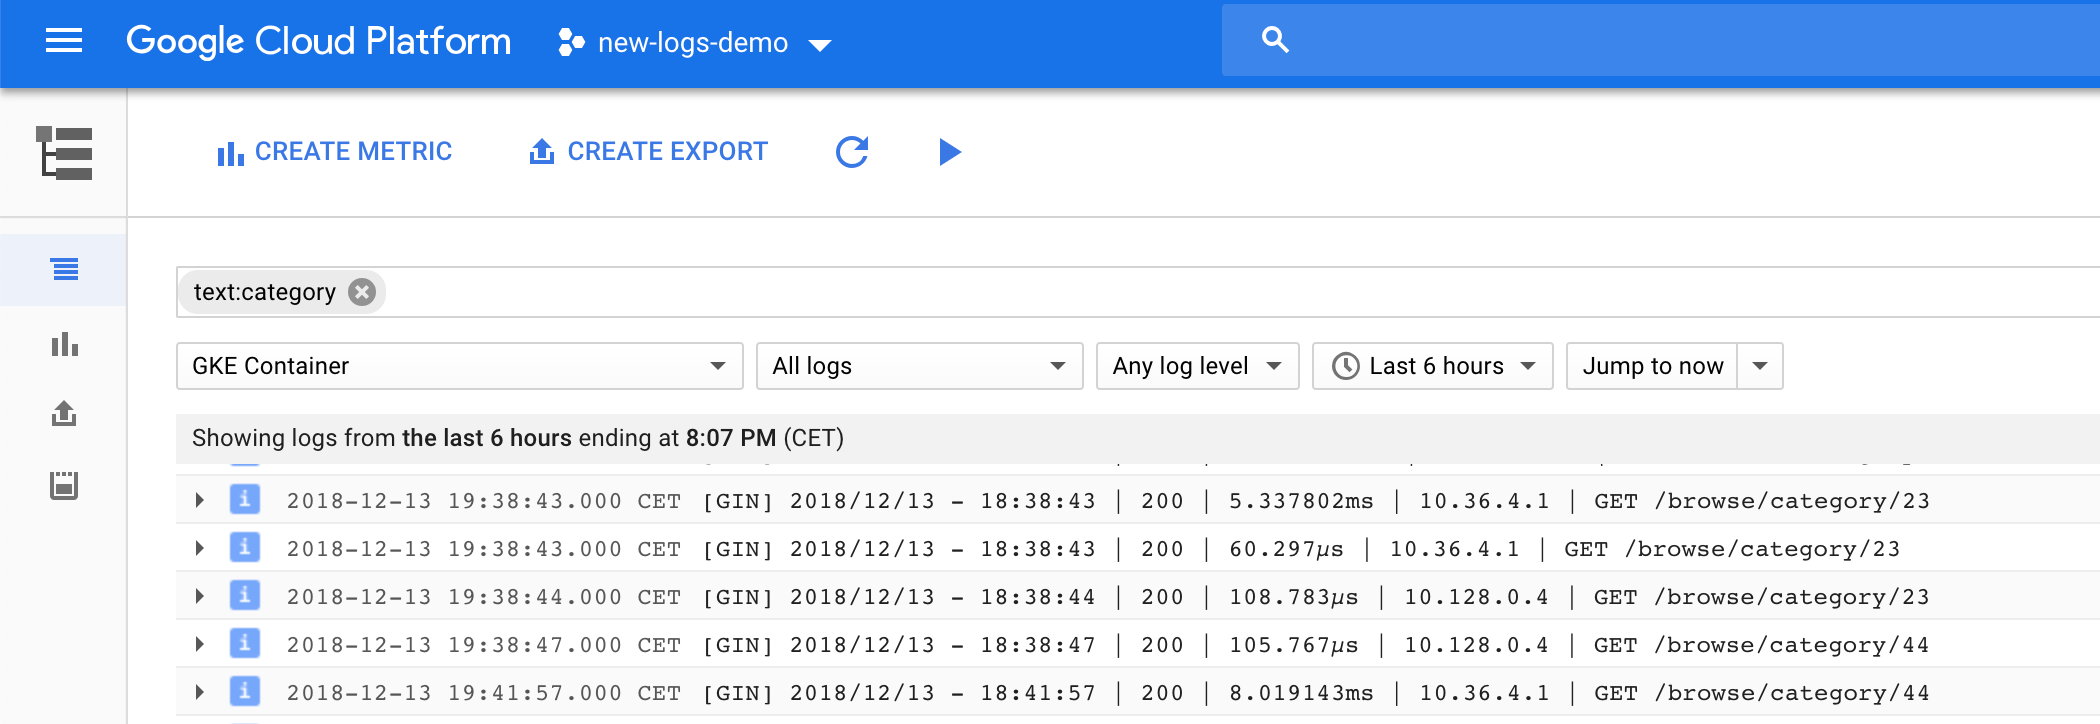 Google Cloud Platform new-logs-demo
CREATE METRIC CREATE EXPORT
text:category
GKE Container All logs Any log level Last 6 hours Jump to now
Showing logs from the last 6 hours ending at 8:07 PM (CET)
i 2018-12-13 19:38:43.000 CET [GIN] 2018/12/13 - 18:38:43 | 200 | 5.337802ms | 10.36.4.1 | GET /browse/category/23
i 2018-12-13 19:38:43.000 CET [GIN] 2018/12/13 - 18:38:43 | 200 | 60.297µs | 10.36.4.1 | GET /browse/category/23
i 2018-12-13 19:38:44.000 CET [GIN] 2018/12/13 - 18:38:44 | 200 | 108.783µs | 10.128.0.4 | GET /browse/category/23
i 2018-12-13 19:38:47.000 CET [GIN] 2018/12/13 - 18:38:47 | 200 | 105.767µs | 10.128.0.4 | GET /browse/category/44
i 2018-12-13 19:41:57.000 CET [GIN] 2018/12/13 - 18:41:57 | 200 | 8.019143ms | 10.36.4.1 | GET /browse/category/44